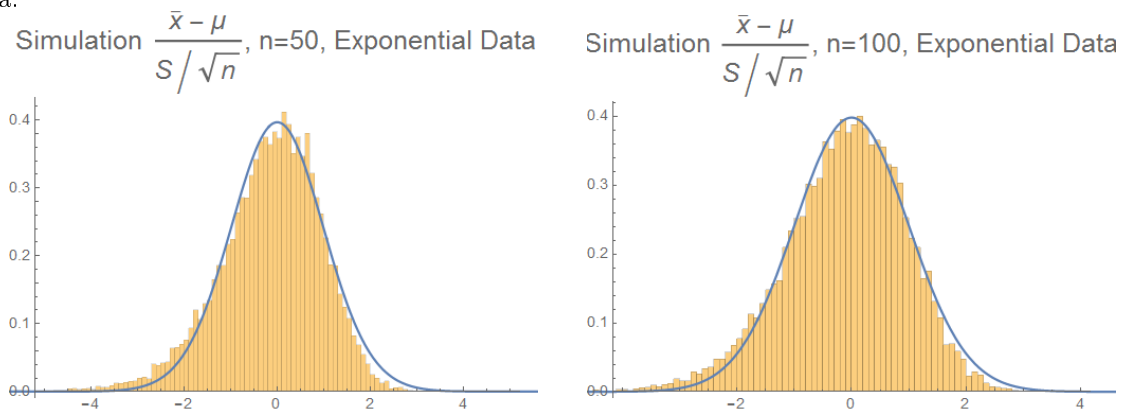 a.
Simulation (x̄ − μ)/(S/√n), n=50, Exponential Data
0.4
0.3
0.2
0.1
0.0
−4 −2 0 2 4
Simulation (x̄ − μ)/(S/√n), n=100, Exponential Data
0.4
0.3
0.2
0.1
0.0
−2 0 2 4